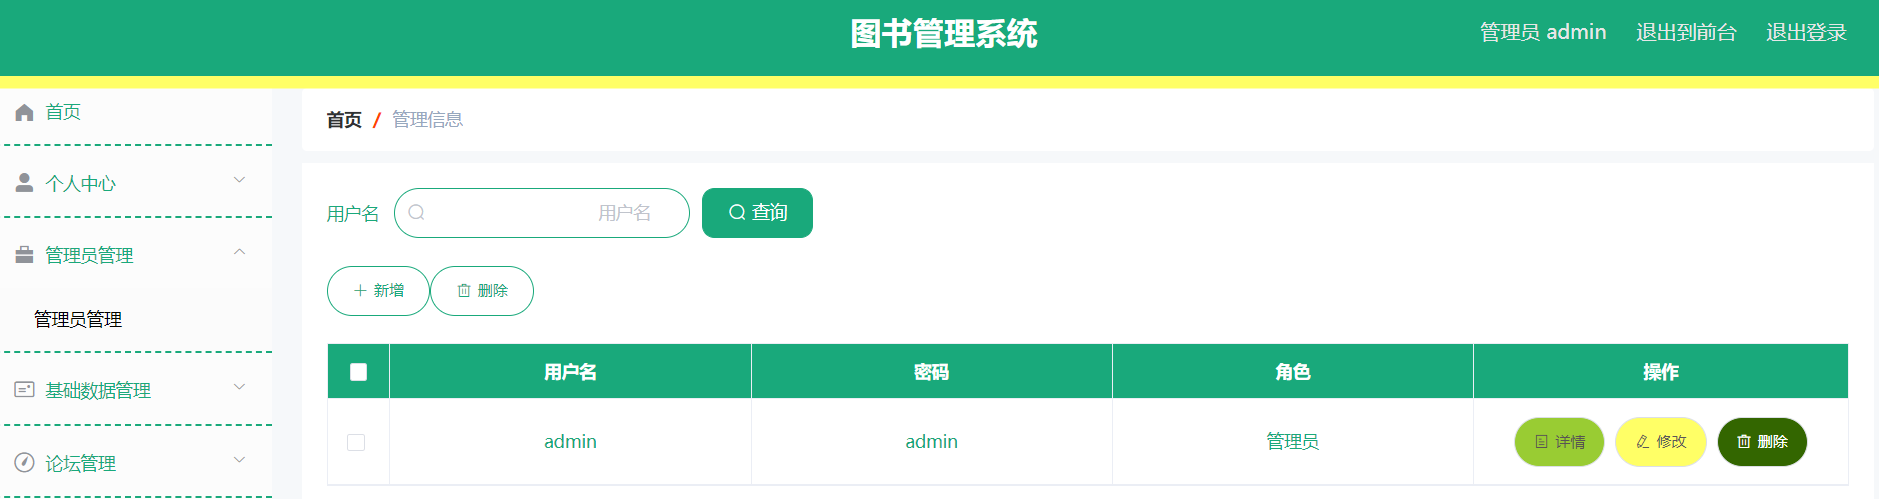 图书管理系统
管理员 admin 退出到前台 退出登录
首页
个人中心
管理员管理
管理员管理
基础数据管理
论坛管理
首页 / 管理信息
用户名 用户名 查询
新增 删除
用户名 密码 角色 操作
admin admin 管理员 详情 修改 删除